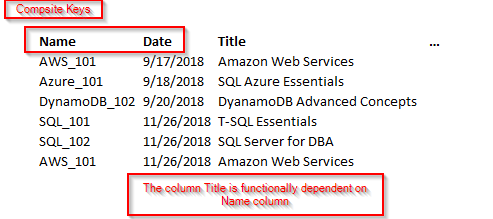 Compsite Keys
Name Date Title ...
AWS_101 9/17/2018 Amazon Web Services
Azure_101 9/18/2018 SQL Azure Essentials
DynamoDB_102 9/20/2018 DyanamoDB Advanced Concepts
SQL_101 11/26/2018 T-SQL Essentials
SQL_102 11/26/2018 SQL Server for DBA
AWS_101 11/26/2018 Amazon Web Services
The column Title is functionally dependent on
Name column